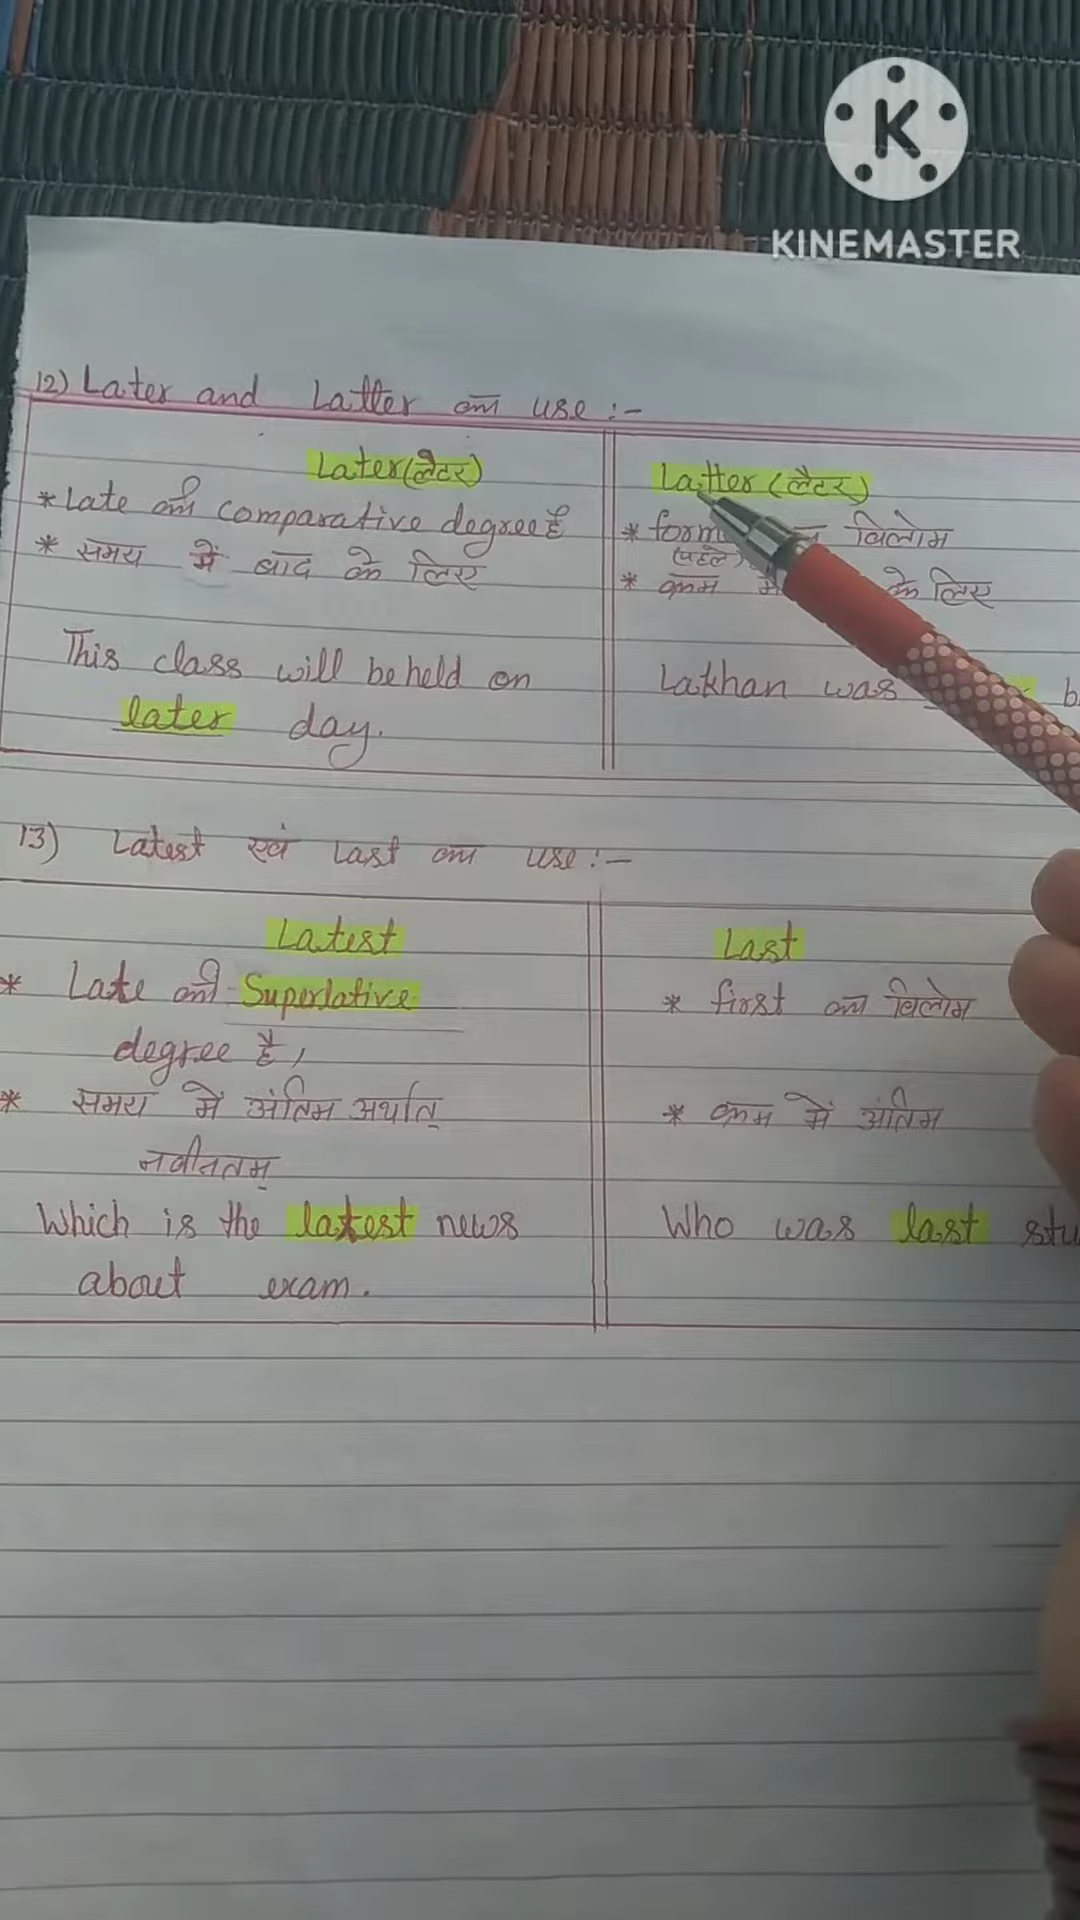 K
KINEMASTER
12) Later and Latter का use :-
Later (लेटर)
* Late की comparative degree है
* समय में बाद के लिए
This class will be held on
later day.
Latter (लैटर)
* विलोम
(पहले)
* क्रम में के लिए
Lakhan was
13) Latest एवं Last का use :-
Latest
* Late की Superlative
degree है,
* समय में अंतिम अर्थात्
नवीनतम्
Which is the latest news
about exam.
Last
* first का विलोम
* क्रम में अंतिम
Who was last